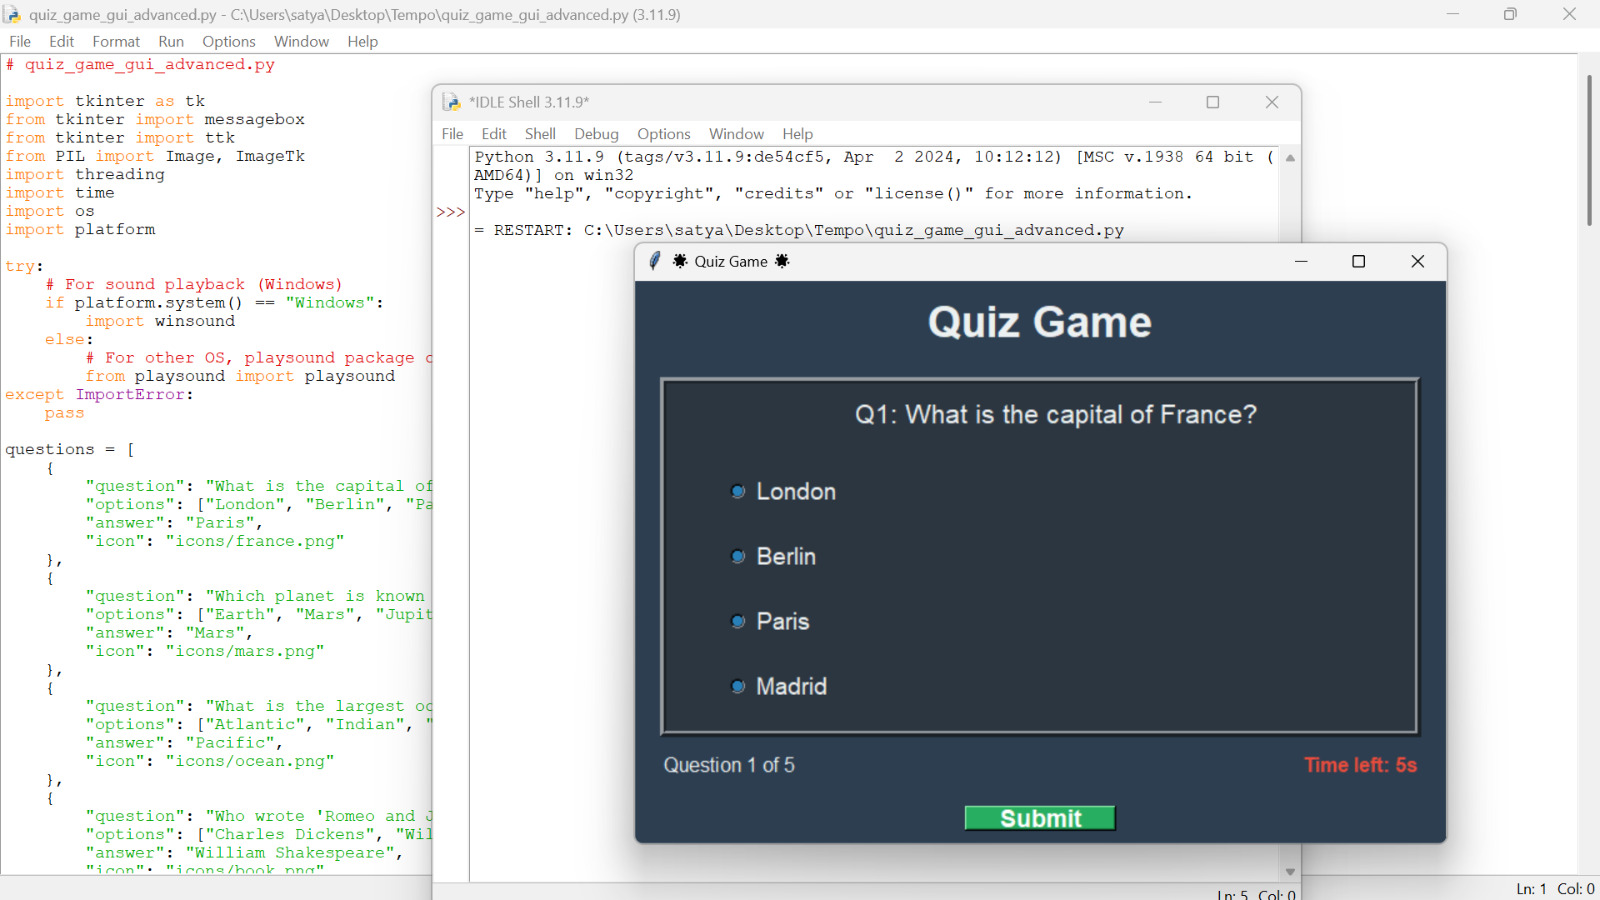 quiz_game_gui_advanced.py - C:\Users\satya\Desktop\Tempo\quiz_game_gui_advanced.py (3.11.9)
File Edit Format Run Options Window Help
# quiz_game_gui_advanced.py
import tkinter as tk
from tkinter import messagebox
from tkinter import ttk
from PIL import Image, ImageTk
import threading
import time
import os
import platform
try:
# For sound playback (Windows)
if platform.system() == "Windows":
import winsound
else:
# For other OS, playsound package
from playsound import playsound
except ImportError:
pass
questions = [
{
"question": "What is the capital of
"options": ["London", "Berlin", "Pa
"answer": "Paris",
"icon": "icons/france.png"
},
{
"question": "Which planet is known
"options": ["Earth", "Mars", "Jupit
"answer": "Mars",
"icon": "icons/mars.png"
},
{
"question": "What is the largest oc
"options": ["Atlantic", "Indian", "
"answer": "Pacific",
"icon": "icons/ocean.png"
},
{
"question": "Who wrote 'Romeo and J
"options": ["Charles Dickens", "Wil
"answer": "William Shakespeare",
"icon": "icons/book.png"
*IDLE Shell 3.11.9*
File Edit Shell Debug Options Window Help
Python 3.11.9 (tags/v3.11.9:de54cf5, Apr 2 2024, 10:12:12) [MSC v.1938 64 bit (
AMD64)] on win32
Type "help", "copyright", "credits" or "license()" for more information.
>>>
= RESTART: C:\Users\satya\Desktop\Tempo\quiz_game_gui_advanced.py
Quiz Game
Quiz Game
Q1: What is the capital of France?
London
Berlin
Paris
Madrid
Question 1 of 5
Time left: 5s
Submit
Ln: 5 Col: 0
Ln: 1 Col: 0